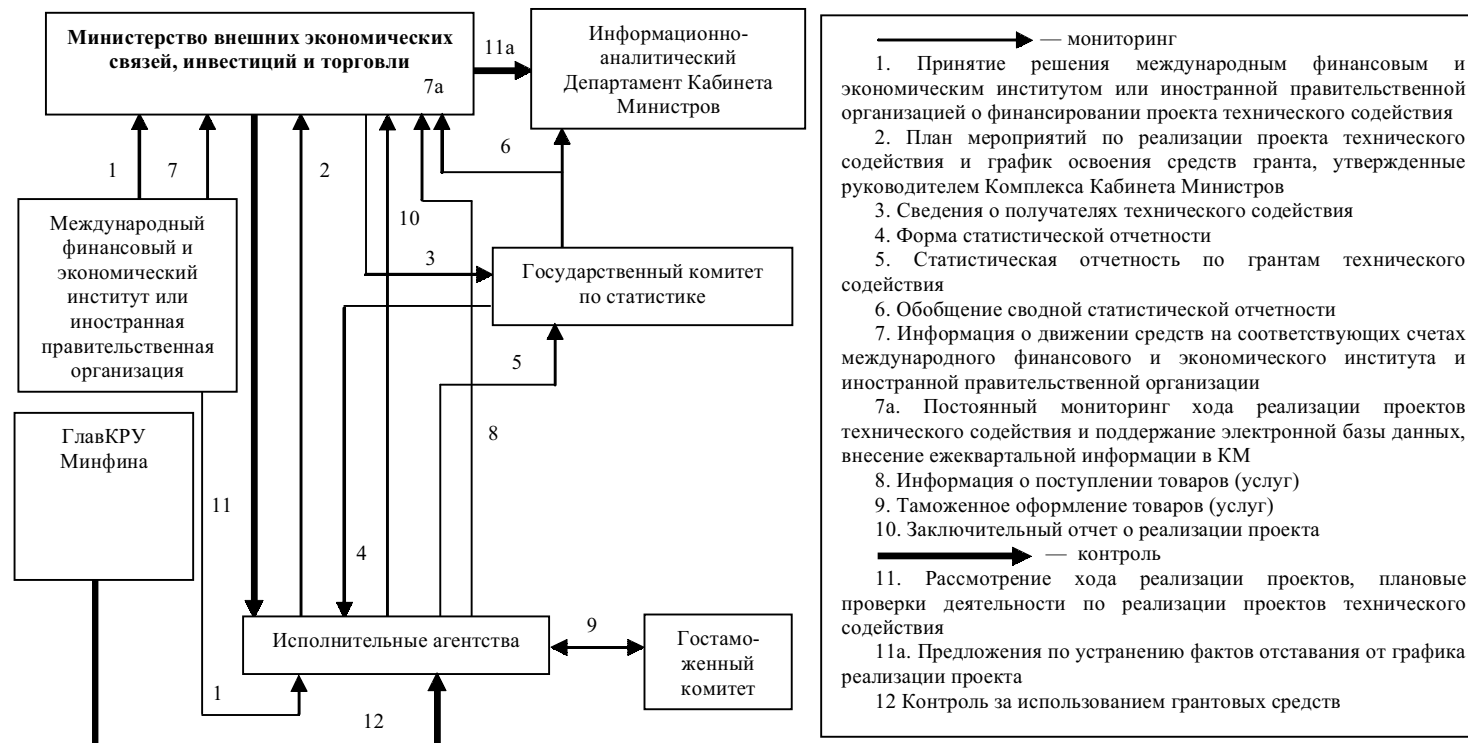 Министерство внешних экономических
связей, инвестиций и торговли
7а
11а
Информационно-
аналитический
Департамент Кабинета
Министров
1
7
2
10
6
3
Международный
финансовый и
экономический
институт или
иностранная
правительственная
организация
Государственный комитет
по статистике
5
8
ГлавКРУ
Минфина
11
4
Исполнительные агентства
9
Гостамо-
женный
комитет
1
12
— мониторинг
1. Принятие решения международным финансовым и
экономическим институтом или иностранной правительственной
организацией о финансировании проекта технического содействия
2. План мероприятий по реализации проекта технического
содействия и график освоения средств гранта, утвержденные
руководителем Комплекса Кабинета Министров
3. Сведения о получателях технического содействия
4. Форма статистической отчетности
5. Статистическая отчетность по грантам технического
содействия
6. Обобщение сводной статистической отчетности
7. Информация о движении средств на соответствующих счетах
международного финансового и экономического института и
иностранной правительственной организации
7а. Постоянный мониторинг хода реализации проектов
технического содействия и поддержание электронной базы данных,
внесение ежеквартальной информации в КМ
8. Информация о поступлении товаров (услуг)
9. Таможенное оформление товаров (услуг)
10. Заключительный отчет о реализации проекта
— контроль
11. Рассмотрение хода реализации проектов, плановые
проверки деятельности по реализации проектов технического
содействия
11а. Предложения по устранению фактов отставания от графика
реализации проекта
12 Контроль за использованием грантовых средств